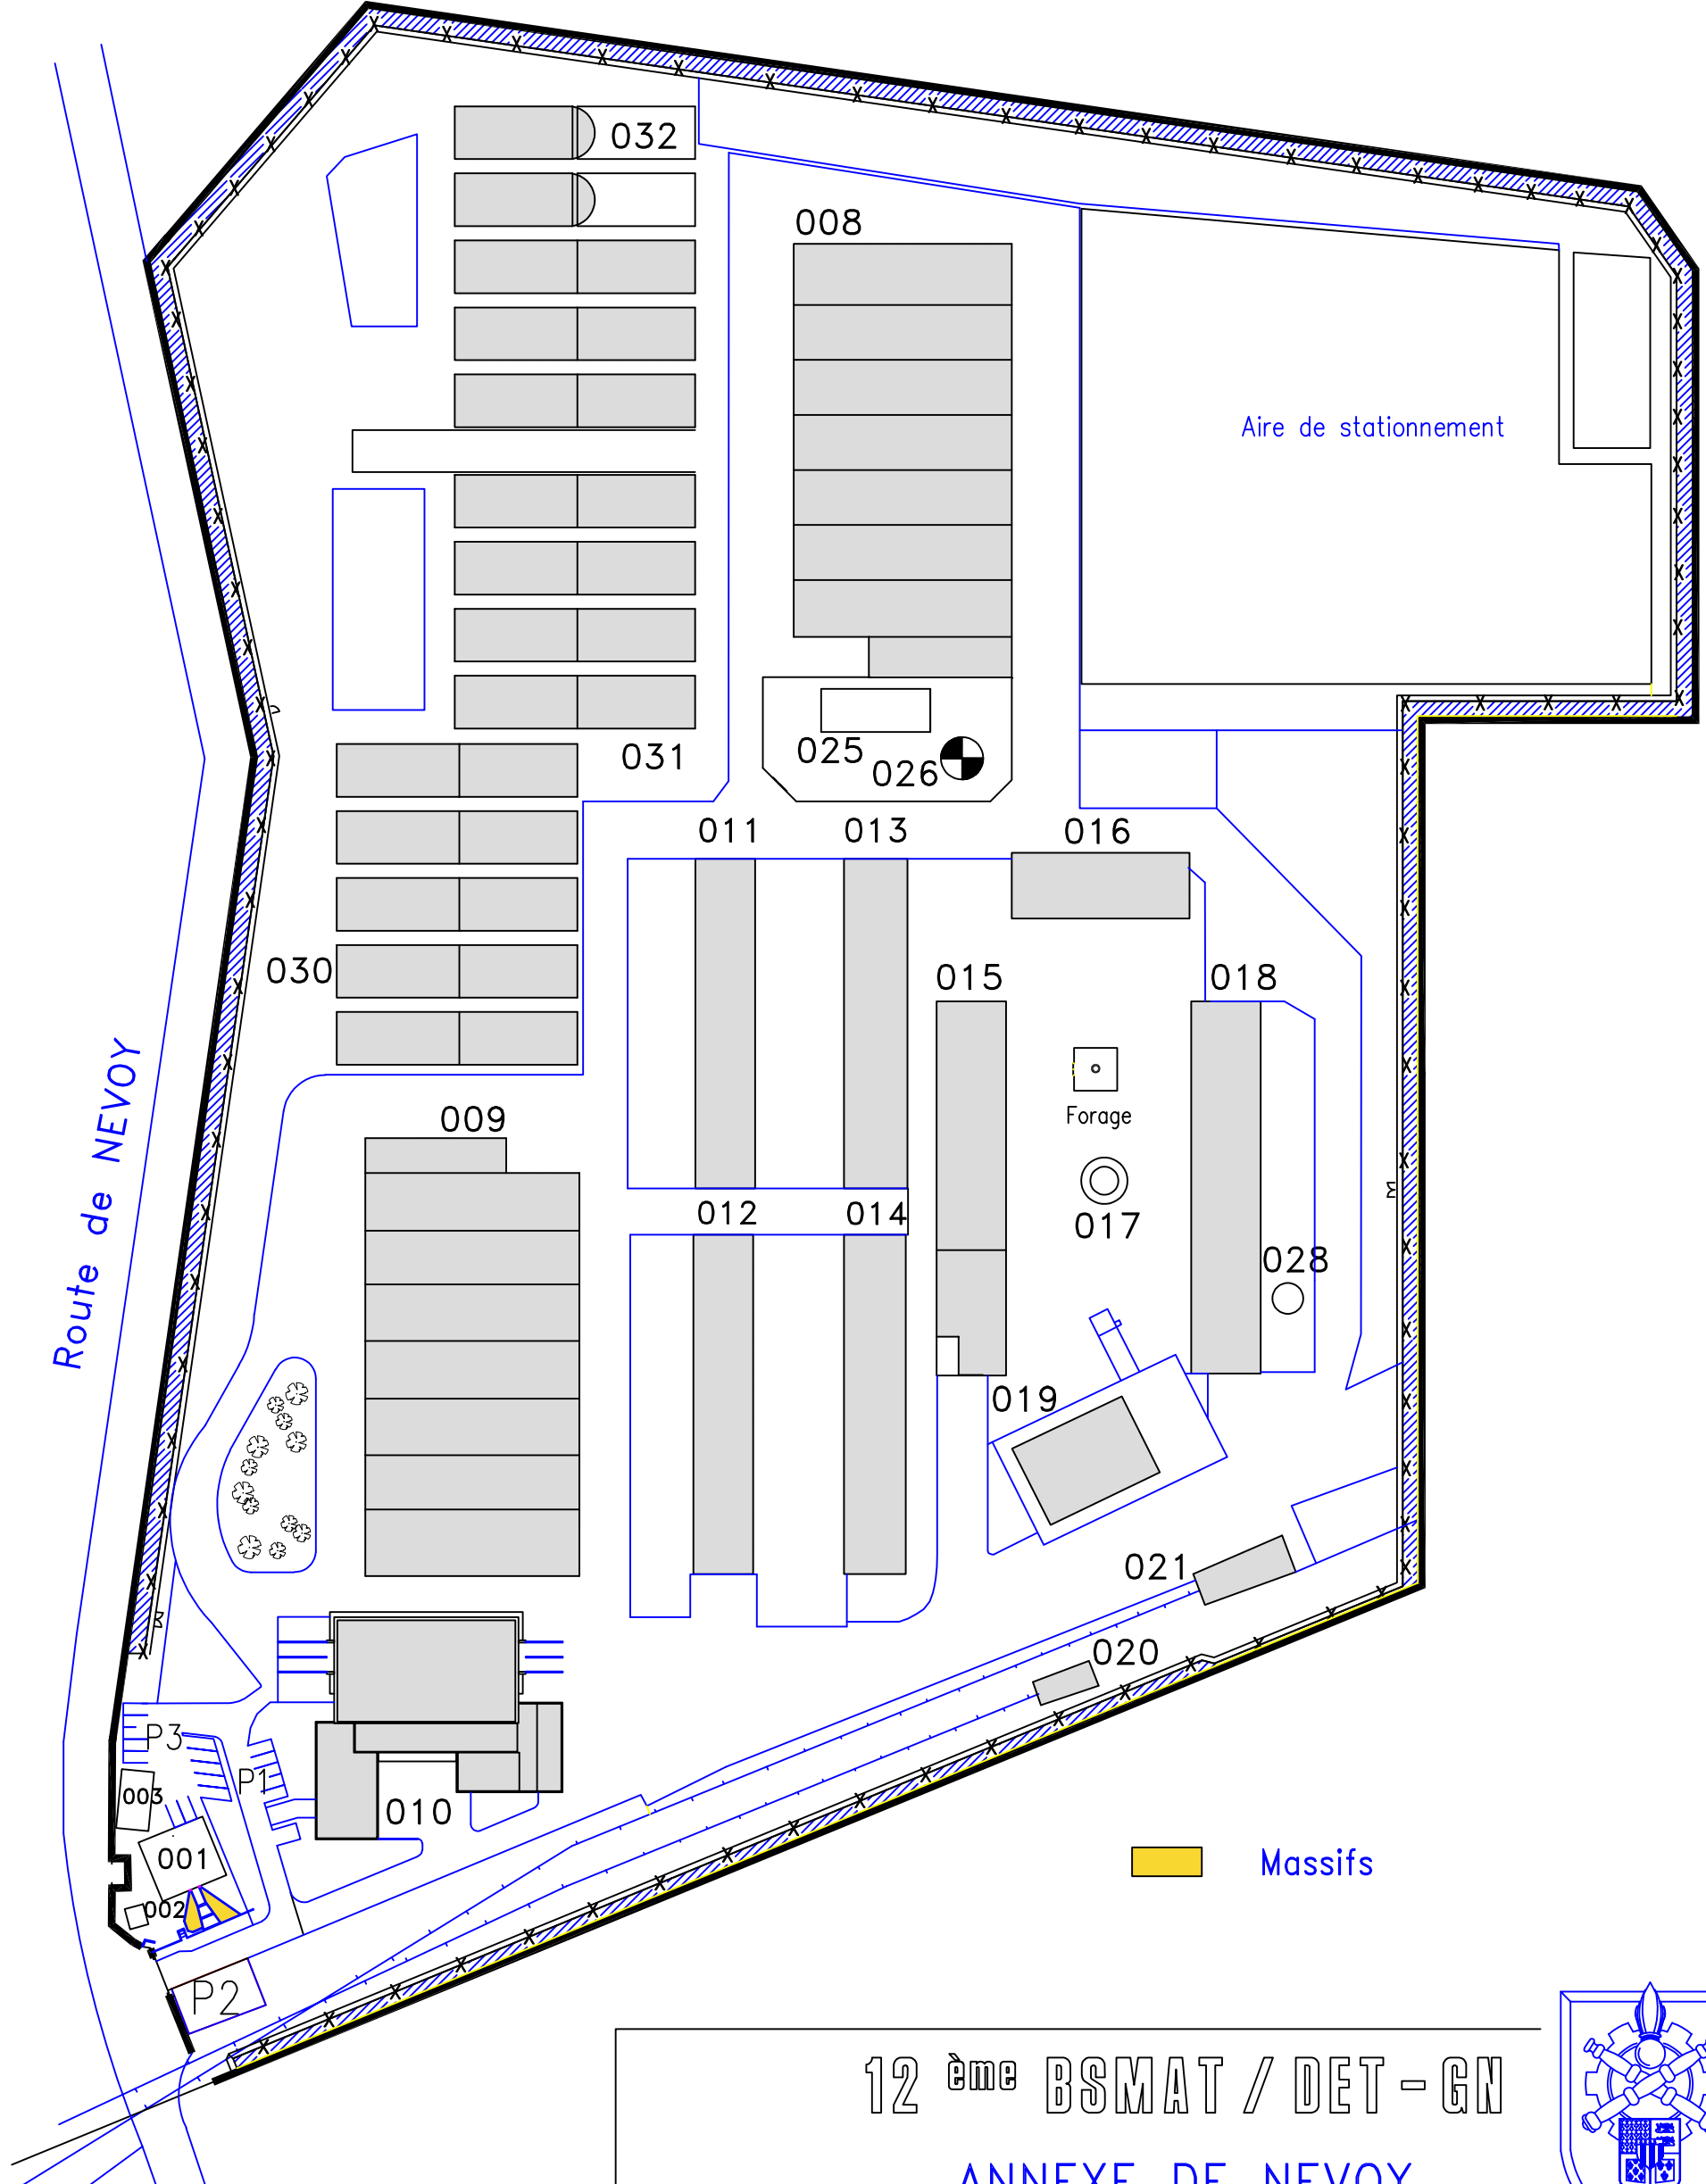 032
008
Aire de stationnement
025
026
031
011
013
016
030
015
018
Forage
009
012
014
017
028
Route de NEVOY
019
021
020
P3
P1
003
010
001
002
Massifs
P2
12 ème BSMAT / DET - GN
ANNEXE DE NEVOY